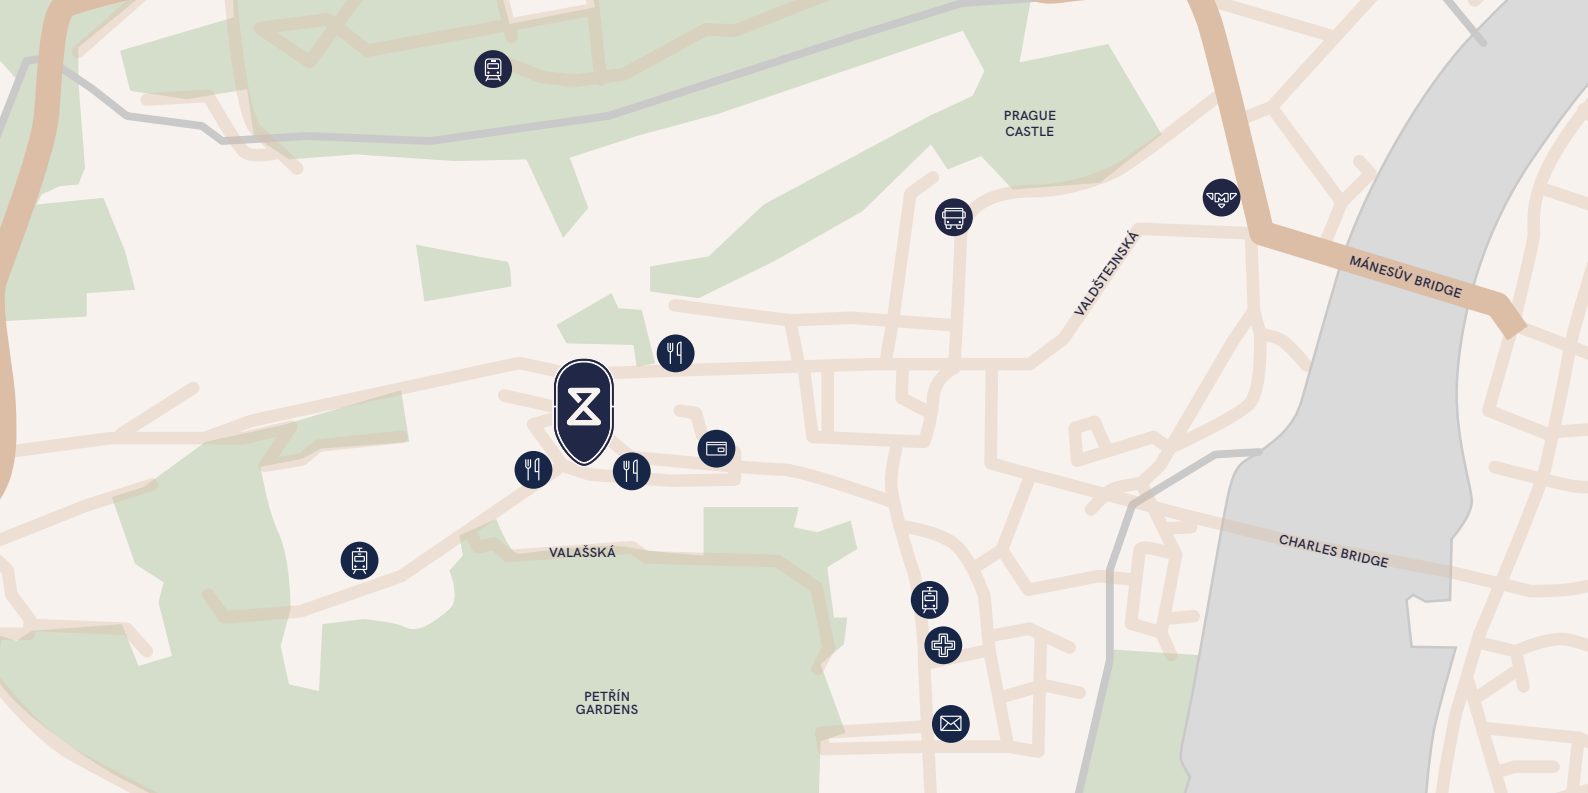 PRAGUE
CASTLE
VALDŠTEJNSKÁ
MÁNESŮV BRIDGE
VALAŠSKÁ
CHARLES BRIDGE
PETŘÍN
GARDENS